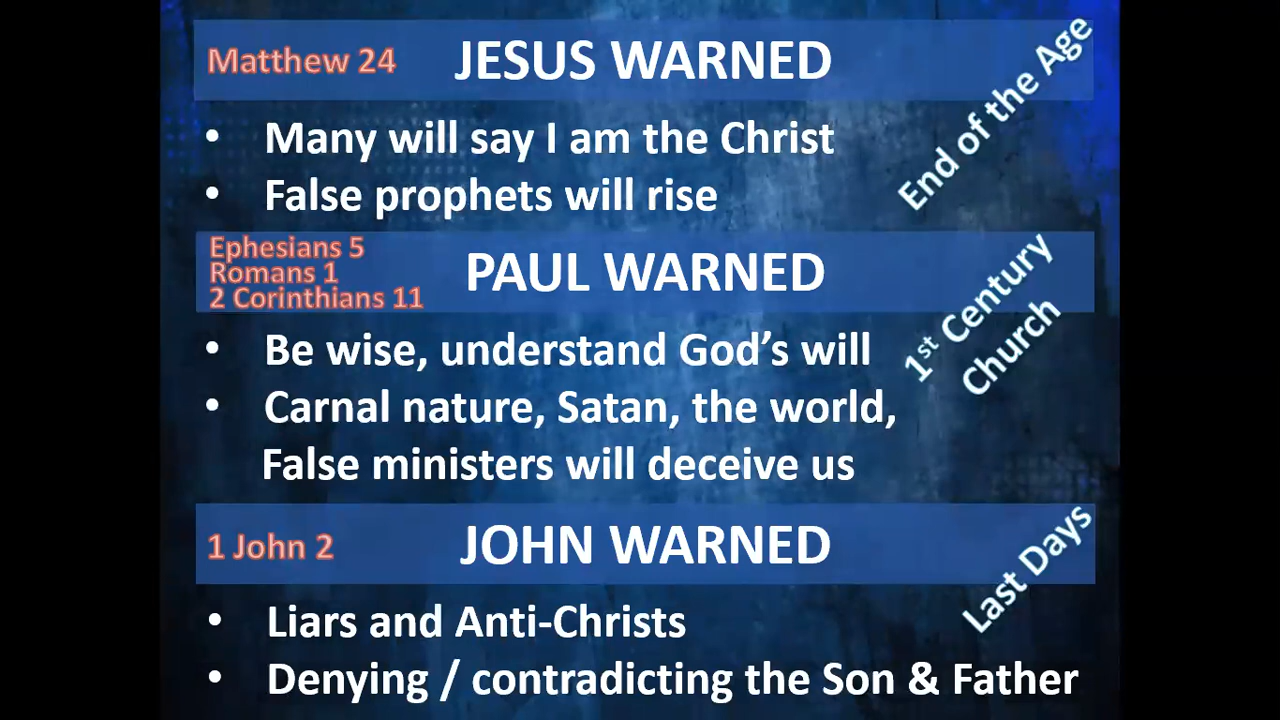 Matthew 24 JESUS WARNED
End of the Age
• Many will say I am the Christ
• False prophets will rise
Ephesians 5
Romans 1
2 Corinthians 11
PAUL WARNED
1st Century
Church
• Be wise, understand God’s will
• Carnal nature, Satan, the world,
False ministers will deceive us
1 John 2 JOHN WARNED
Last Days
• Liars and Anti-Christs
• Denying / contradicting the Son & Father